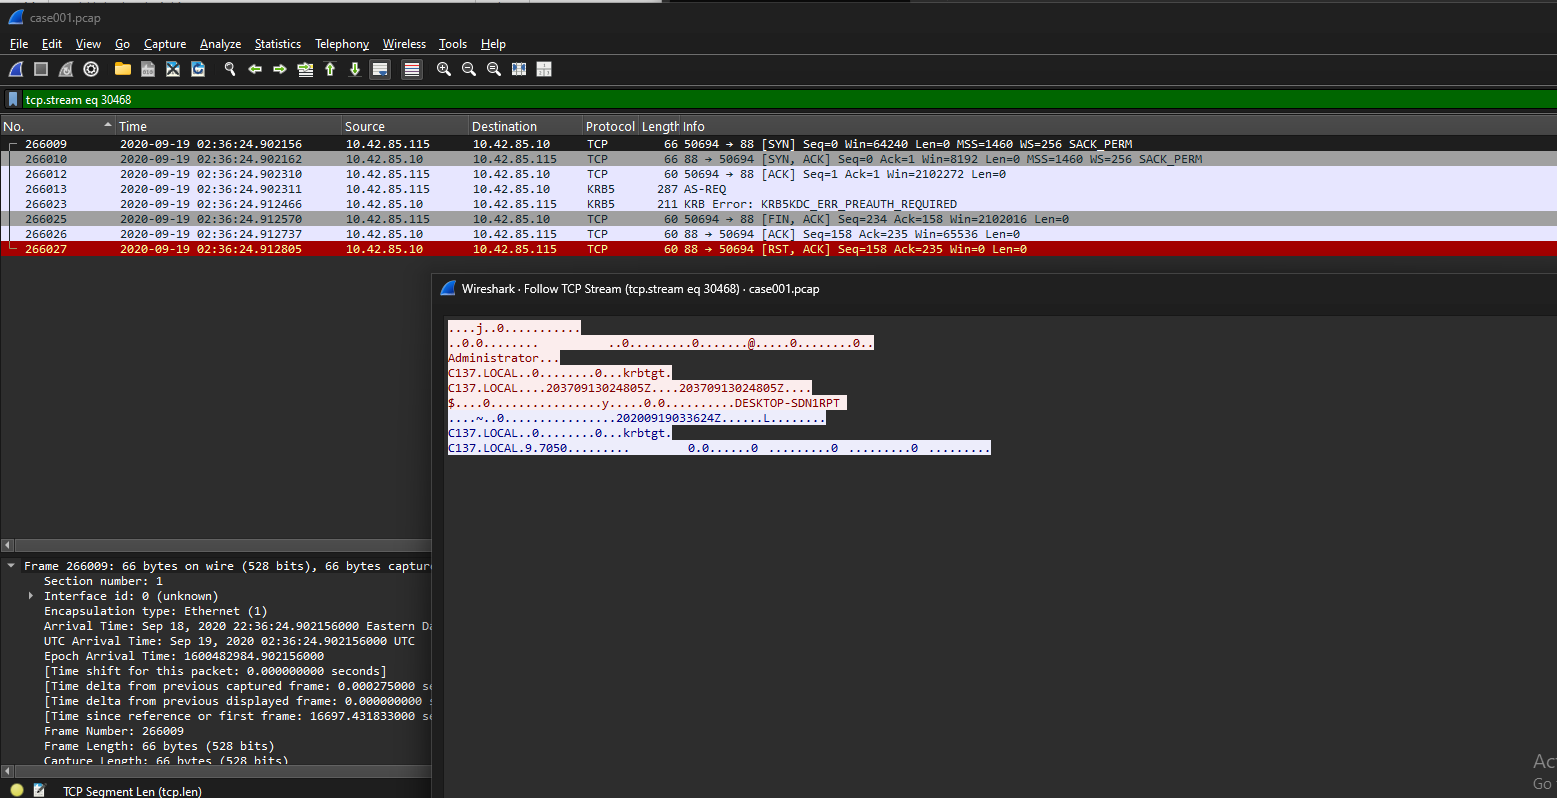 case001.pcap
File Edit View Go Capture Analyze Statistics Telephony Wireless Tools Help
tcp.stream eq 30468
No. Time Source Destination Protocol Length Info
266009 2020-09-19 02:36:24.902156 10.42.85.115 10.42.85.10 TCP 66 50694 → 88 [SYN] Seq=0 Win=64240 Len=0 MSS=1460 WS=256 SACK_PERM
266010 2020-09-19 02:36:24.902162 10.42.85.10 10.42.85.115 TCP 66 88 → 50694 [SYN, ACK] Seq=0 Ack=1 Win=8192 Len=0 MSS=1460 WS=256 SACK_PERM
266012 2020-09-19 02:36:24.902310 10.42.85.115 10.42.85.10 TCP 60 50694 → 88 [ACK] Seq=1 Ack=1 Win=2102272 Len=0
266013 2020-09-19 02:36:24.902311 10.42.85.115 10.42.85.10 KRB5 287 AS-REQ
266023 2020-09-19 02:36:24.912466 10.42.85.10 10.42.85.115 KRB5 211 KRB Error: KRB5KDC_ERR_PREAUTH_REQUIRED
266025 2020-09-19 02:36:24.912570 10.42.85.115 10.42.85.10 TCP 60 50694 → 88 [FIN, ACK] Seq=234 Ack=158 Win=2102016 Len=0
266026 2020-09-19 02:36:24.912737 10.42.85.10 10.42.85.115 TCP 60 88 → 50694 [ACK] Seq=158 Ack=235 Win=65536 Len=0
266027 2020-09-19 02:36:24.912805 10.42.85.10 10.42.85.115 TCP 60 88 → 50694 [RST, ACK] Seq=158 Ack=235 Win=0 Len=0
Wireshark · Follow TCP Stream (tcp.stream eq 30468) · case001.pcap
....j..0...........
..0.0........ ..0.........0.......@.....0........0..
Administrator...
C137.LOCAL..0........0...krbtgt.
C137.LOCAL....20370913024805Z....20370913024805Z....
$....0................y.....0.0..........DESKTOP-SDN1RPT
....~..0................20200919033624Z......L........
C137.LOCAL..0........0...krbtgt.
C137.LOCAL.9.7050......... 0.0......0 .........0 .........0 .........
Frame 266009: 66 bytes on wire (528 bits), 66 bytes capture
Section number: 1
Interface id: 0 (unknown)
Encapsulation type: Ethernet (1)
Arrival Time: Sep 18, 2020 22:36:24.902156000 Eastern Da
UTC Arrival Time: Sep 19, 2020 02:36:24.902156000 UTC
Epoch Arrival Time: 1600482984.902156000
[Time shift for this packet: 0.000000000 seconds]
[Time delta from previous captured frame: 0.000275000 se
[Time delta from previous displayed frame: 0.000000000 s
[Time since reference or first frame: 16697.431833000 se
Frame Number: 266009
Frame Length: 66 bytes (528 bits)
Capture Length: 66 bytes (528 bits)
TCP Segment Len (tcp.len)
Act
Go